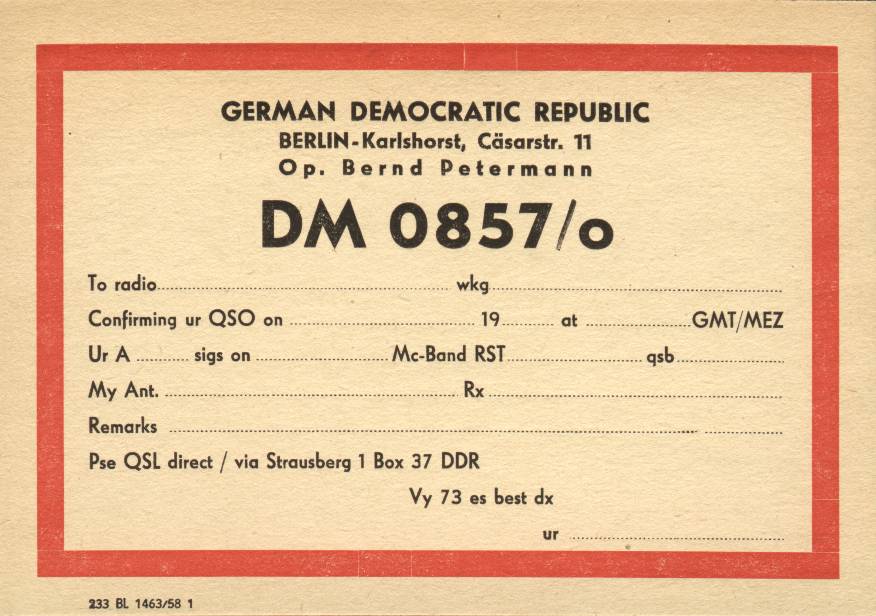 GERMAN DEMOCRATIC REPUBLIC
BERLIN-Karlshorst, Cäsarstr. 11
Op. Bernd Petermann
DM 0857/o
To radio wkg
Confirming ur QSO on 19 at GMT/MEZ
Ur A sigs on Mc-Band RST qsb
My Ant. Rx
Remarks
Pse QSL direct / via Strausberg 1 Box 37 DDR
Vy 73 es best dx
ur
233 BL 1463/58 1